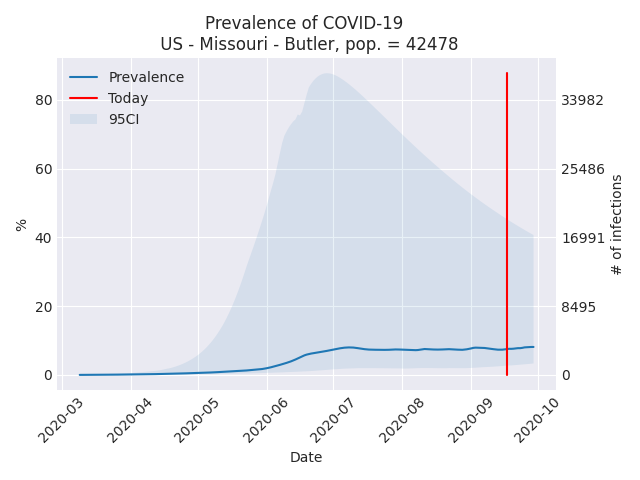 Prevalence of COVID-19
US - Missouri - Butler, pop. = 42478
Prevalence
Today
95CI
80
60
40
20
0
%
33982
25486
16991
8495
0
# of infections
2020-03
2020-04
2020-05
2020-06
2020-07
2020-08
2020-09
2020-10
Date